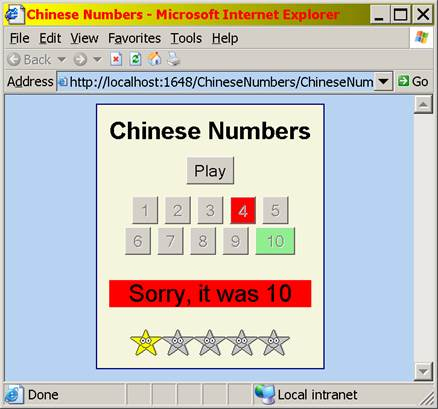 Chinese Numbers - Microsoft Internet Explorer
File Edit View Favorites Tools Help
Back
Address http://localhost:1648/ChineseNumbers/ChineseNum Go
Chinese Numbers
Play
1 2 3 4 5
6 7 8 9 10
Sorry, it was 10
Done Local intranet